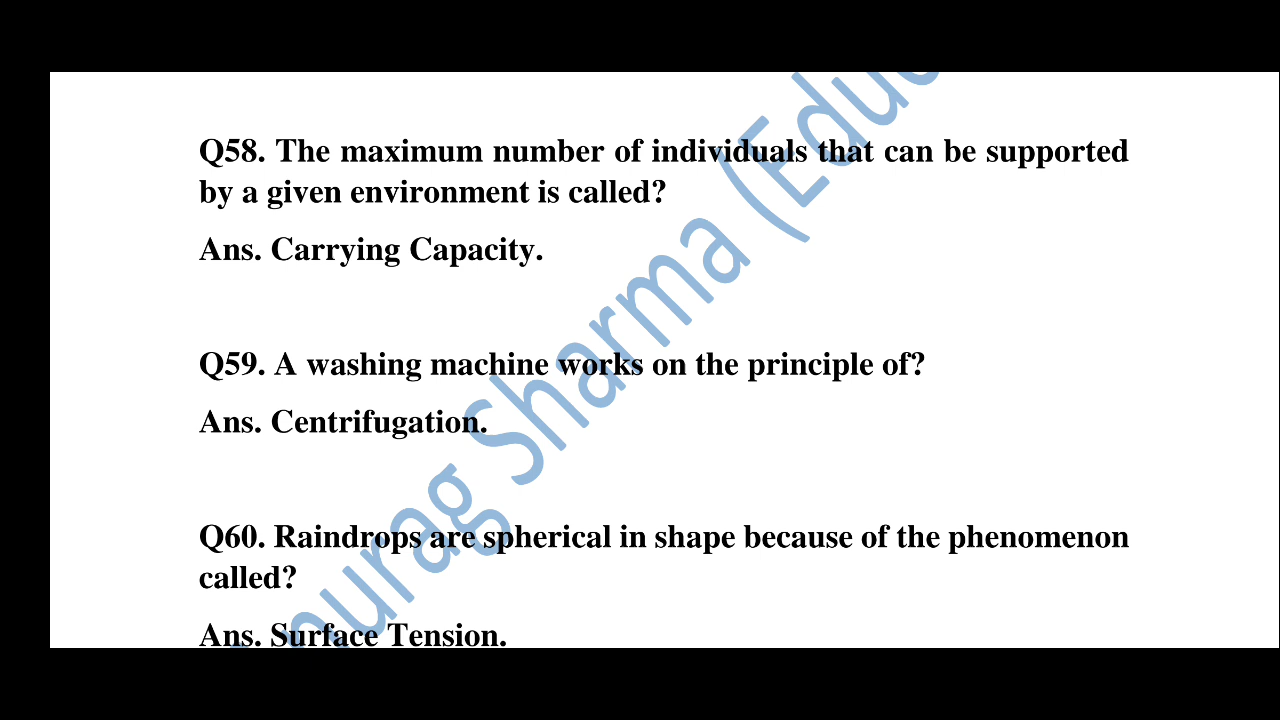 Q58. The maximum number of individuals that can be supported
by a given environment is called?
Ans. Carrying Capacity.
Q59. A washing machine works on the principle of?
Ans. Centrifugation.
Q60. Raindrops are spherical in shape because of the phenomenon
called?
Ans. Surface Tension.
Sharma